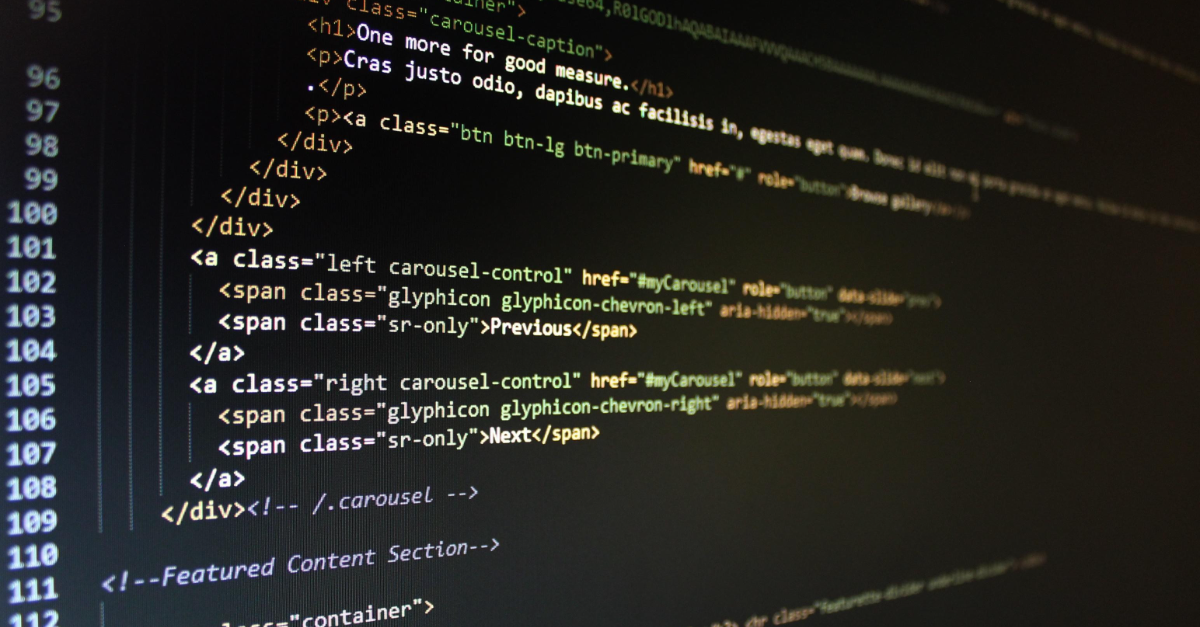 95
class="carousel-caption">
<h1>One more for good measure.</h1>
96 <p>Cras justo odio, dapibus ac facilisis in, egestas eget quam.
.</p>
97 <p><a class="btn btn-lg btn-primary" href="#" role="button">Browse gallery
98 </div>
99 </div>
100 </div>
101 </div>
102 <a class="left carousel-control" href="#myCarousel" role="button" data-slide="prev">
103 <span class="glyphicon glyphicon-chevron-left" aria-hidden="true"></span>
104 <span class="sr-only">Previous</span>
105 </a>
106 <a class="right carousel-control" href="#myCarousel" role="button" data-slide="next">
107 <span class="glyphicon glyphicon-chevron-right" aria-hidden="true"></span>
108 <span class="sr-only">Next</span>
109 </a>
110 </div><!-- /.carousel -->
111 <!--Featured Content Section-->
112 ="container">